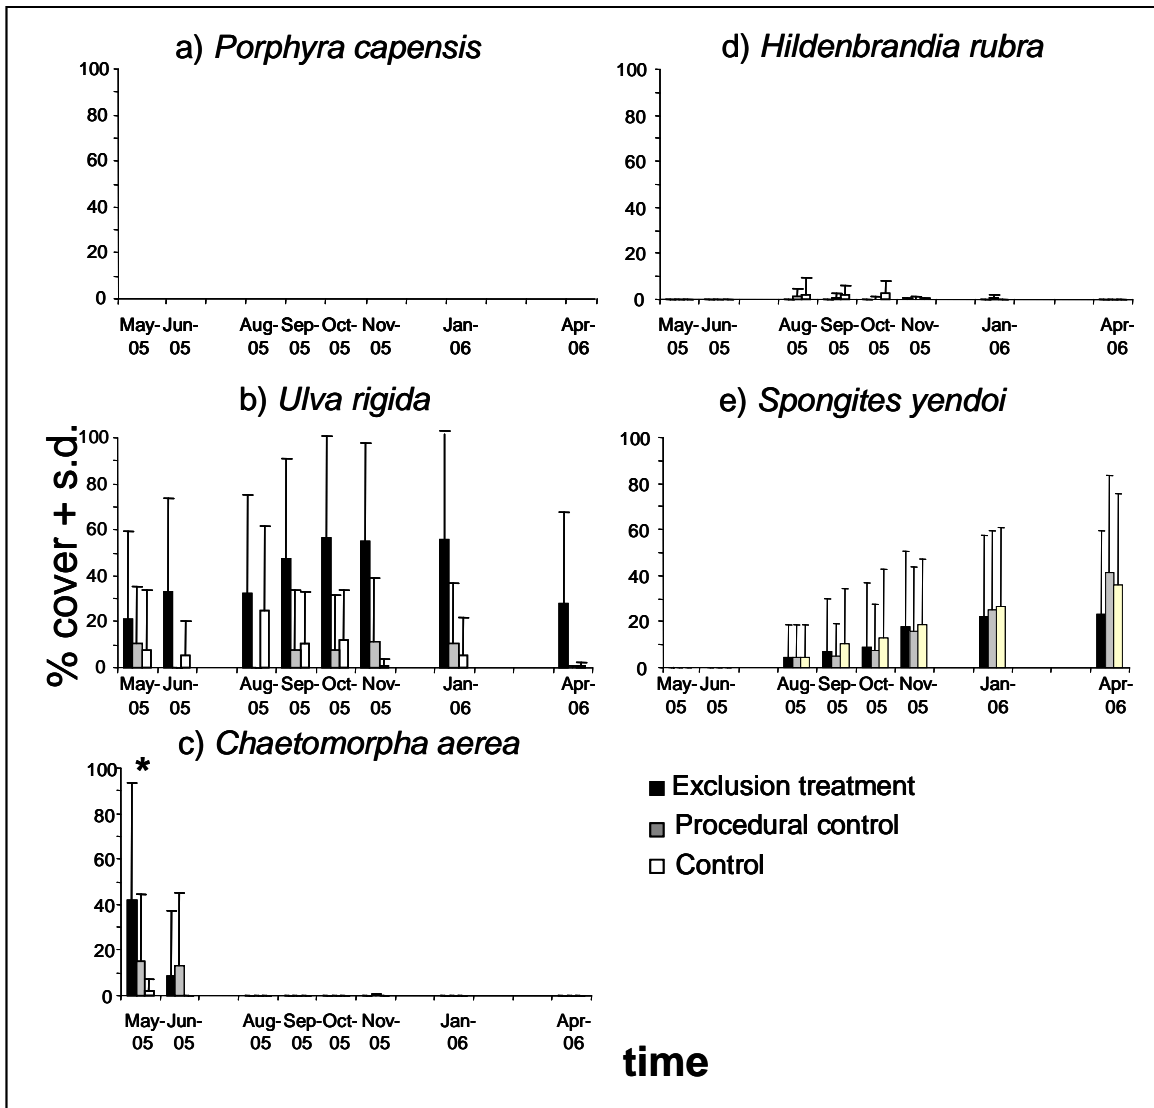 a) Porphyra capensis
100
80
60
40
20
0
May- Jun- Aug- Sep- Oct- Nov- Jan- Apr-
05 05 05 05 05 05 06 06
d) Hildenbrandia rubra
100
80
60
40
20
0
May- Jun- Aug- Sep- Oct- Nov- Jan- Apr-
05 05 05 05 05 05 06 06
% cover + s.d.
b) Ulva rigida
100
80
60
40
20
0
May- Jun- Aug- Sep- Oct- Nov- Jan- Apr-
05 05 05 05 05 05 06 06
e) Spongites yendoi
100
80
60
40
20
0
May- Jun- Aug- Sep- Oct- Nov- Jan- Apr-
05 05 05 05 05 05 06 06
c) Chaetomorpha aerea
*
100
80
60
40
20
0
May- Jun- Aug- Sep- Oct- Nov- Jan- Apr-
05 05 05 05 05 05 06 06
Exclusion treatment
Procedural control
Control
time